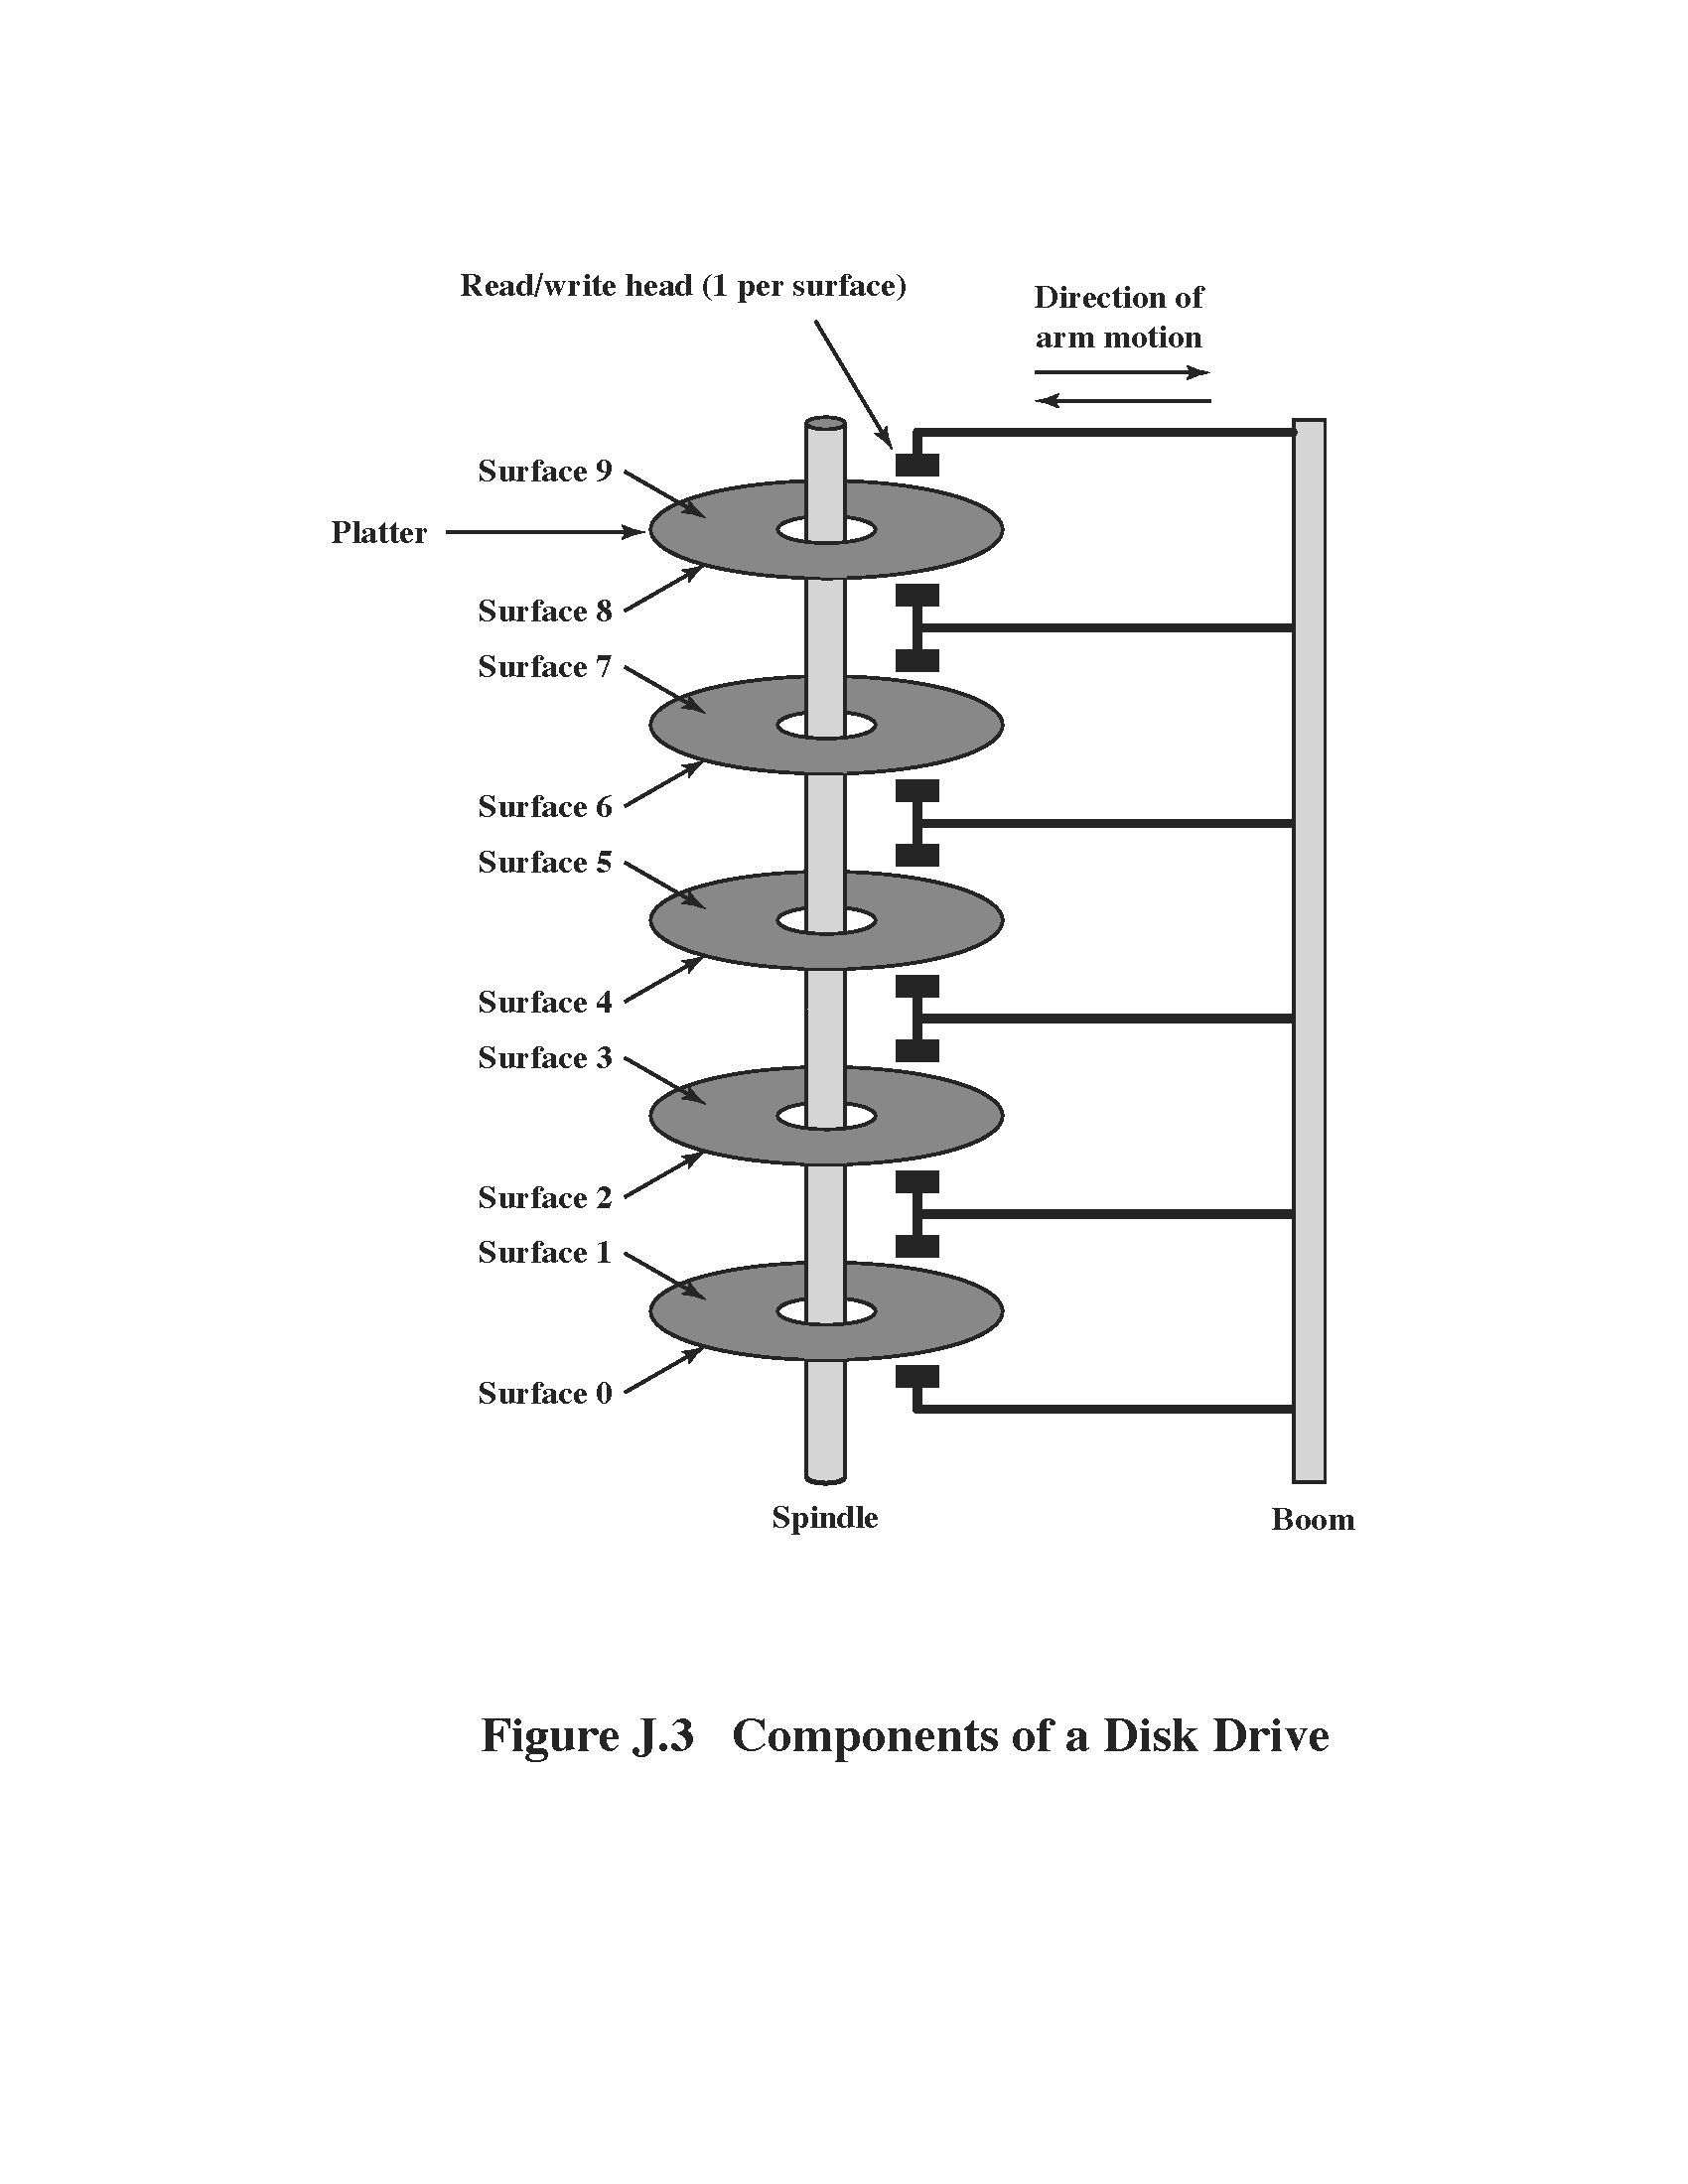 Read/write head (1 per surface)
Direction of
arm motion
Surface 9
Platter
Surface 8
Surface 7
Surface 6
Surface 5
Surface 4
Surface 3
Surface 2
Surface 1
Surface 0
Spindle
Boom
Figure J.3 Components of a Disk Drive